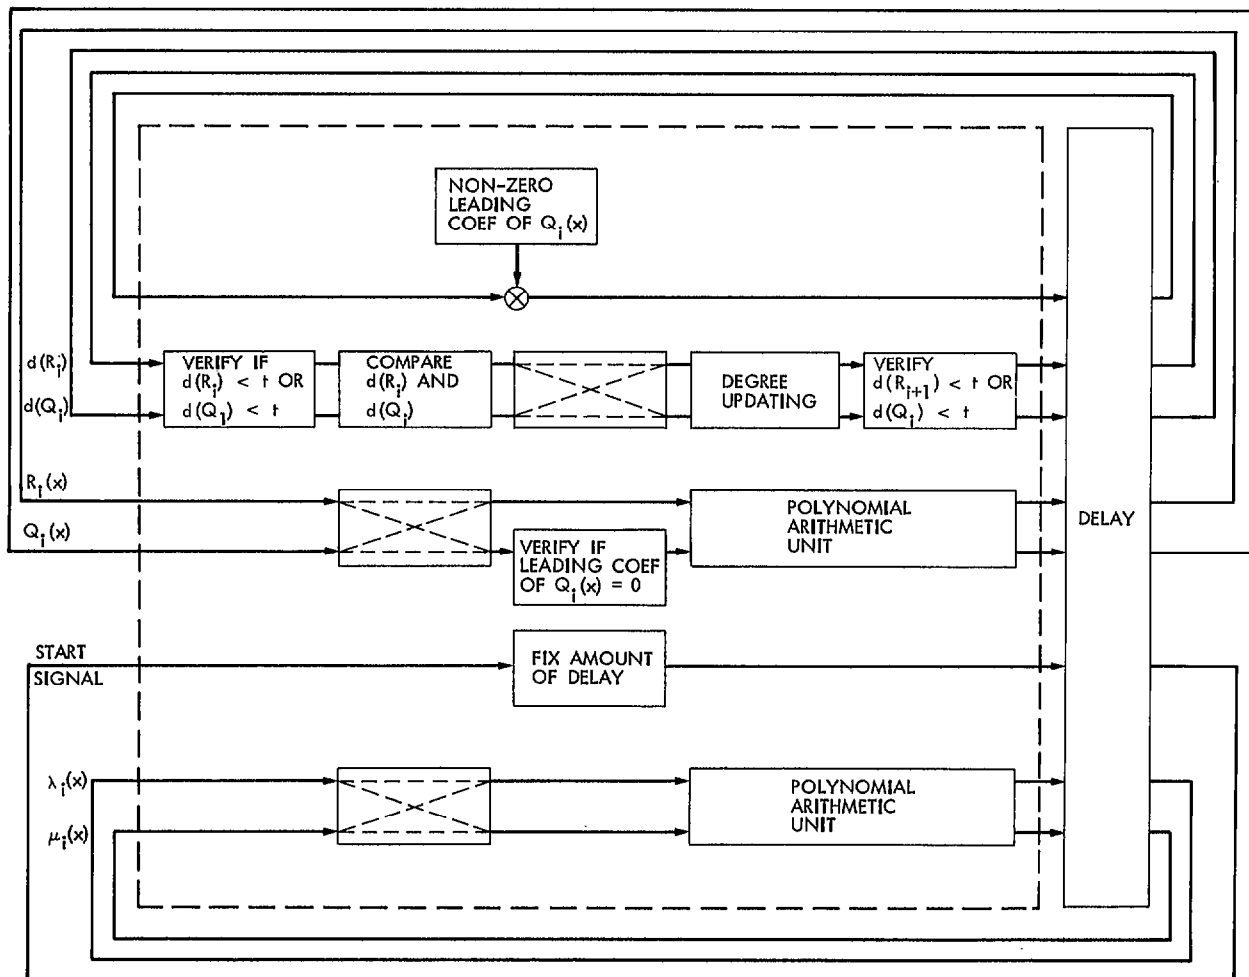 NON-ZERO
LEADING
COEF OF Q_i(x)
d(R_i)
d(Q_i)
VERIFY IF
d(R_i) < t OR
d(Q_1) < t
COMPARE
d(R_i) AND
d(Q_i)
DEGREE
UPDATING
VERIFY
d(R_{i+1}) < t OR
d(Q_i) < t
R_i(x)
Q_i(x)
VERIFY IF
LEADING COEF
OF Q_i(x) = 0
POLYNOMIAL
ARITHMETIC
UNIT
DELAY
START
SIGNAL
FIX AMOUNT
OF DELAY
λ_i(x)
μ_i(x)
POLYNOMIAL
ARITHMETIC
UNIT